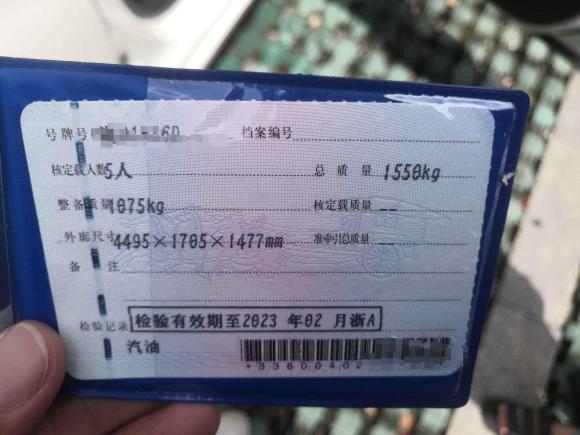 号牌号 档案编号
核定载人数 5人 总质量 1550kg
整备质量 1075kg 核定载质量 --
外廓尺寸 4495×1705×1477mm 准牵引总质量 --
备注
检验记录 检验有效期至2023年02月浙A
汽油
*33800402